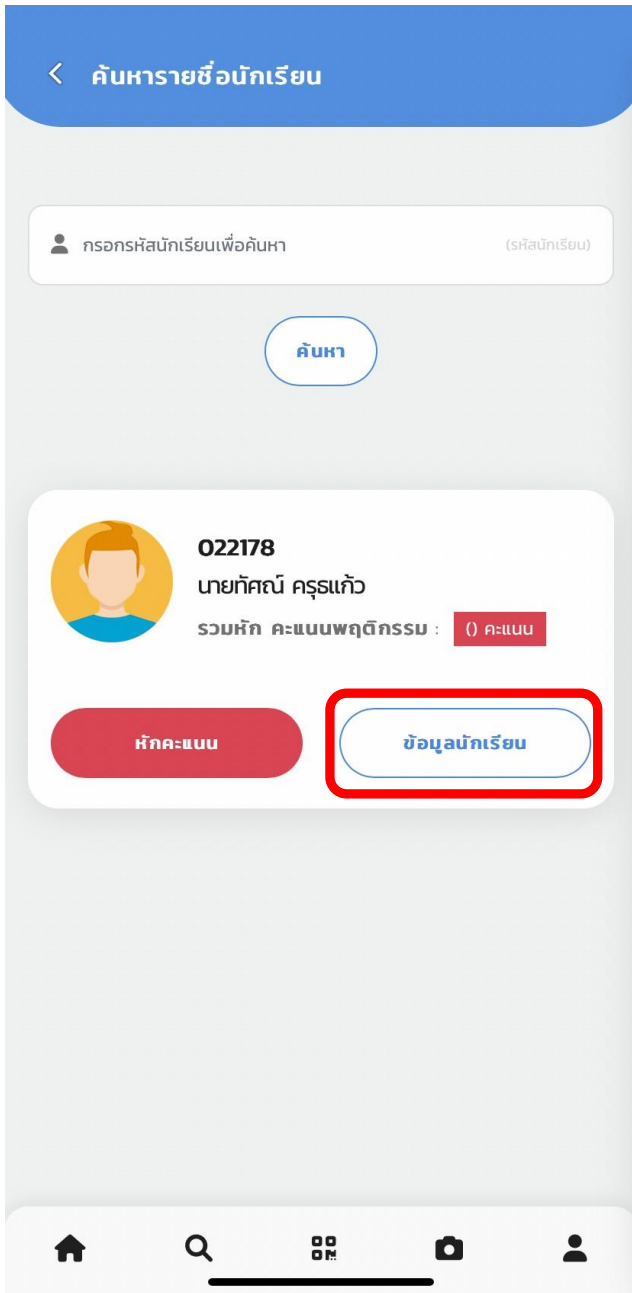 ค้นหารายชื่อนักเรียน
กรอกรหัสนักเรียนเพื่อค้นหา (รหัสนักเรียน)
ค้นหา
022178
นายทัศณ์ ครุธแก้ว
รวมหัก คะแนนพฤติกรรม : () คะแนน
หักคะแนน ข้อมูลนักเรียน